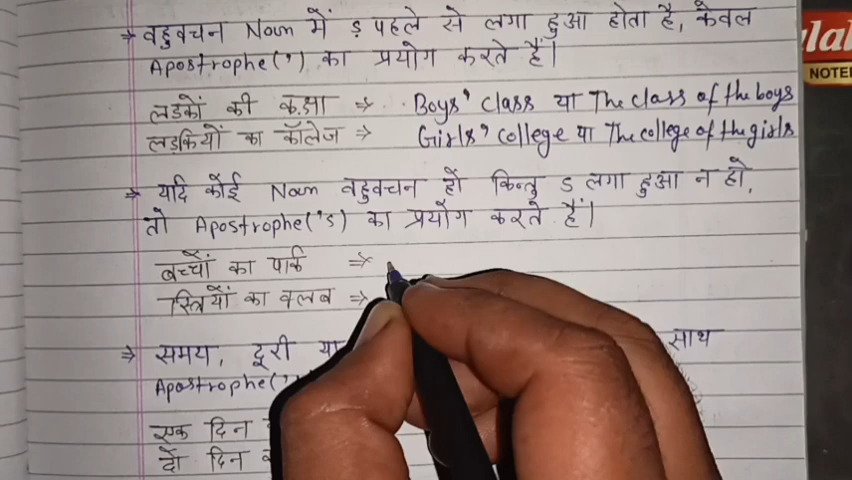 → बहुवचन Noun में s पहले से लगा हुआ होता है, केवल
Apostrophe(') का प्रयोग करते हैं।
लडकों की कक्षा ⇒ Boys' class या The class of the boys
लड़कियों का कॉलेज ⇒ Girls' college या The college of the girls
⇒ यदि कोई Noun बहुवचन हो किन्तु s लगा हुआ न हो,
तो Apostrophe('s) का प्रयोग करते हैं।
बच्चों का पार्क ⇒
स्त्रियों का क्लब ⇒
⇒ समय, दूरी या साथ
Apostrophe('
एक दिन
दो दिन
NOTE